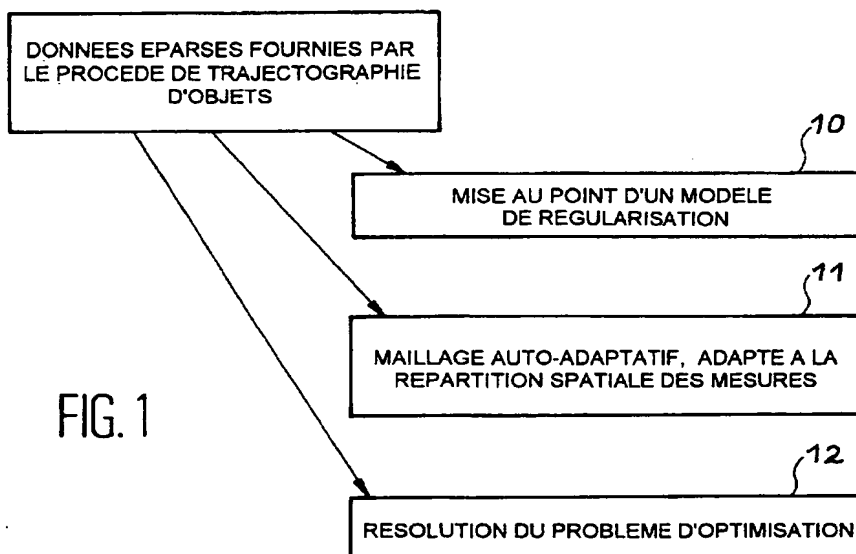 DONNEES EPARSES FOURNIES PAR
LE PROCEDE DE TRAJECTOGRAPHIE
D'OBJETS
10
MISE AU POINT D'UN MODELE
DE REGULARISATION
11
MAILLAGE AUTO-ADAPTATIF, ADAPTE A LA
REPARTITION SPATIALE DES MESURES
FIG. 1
12
RESOLUTION DU PROBLEME D'OPTIMISATION